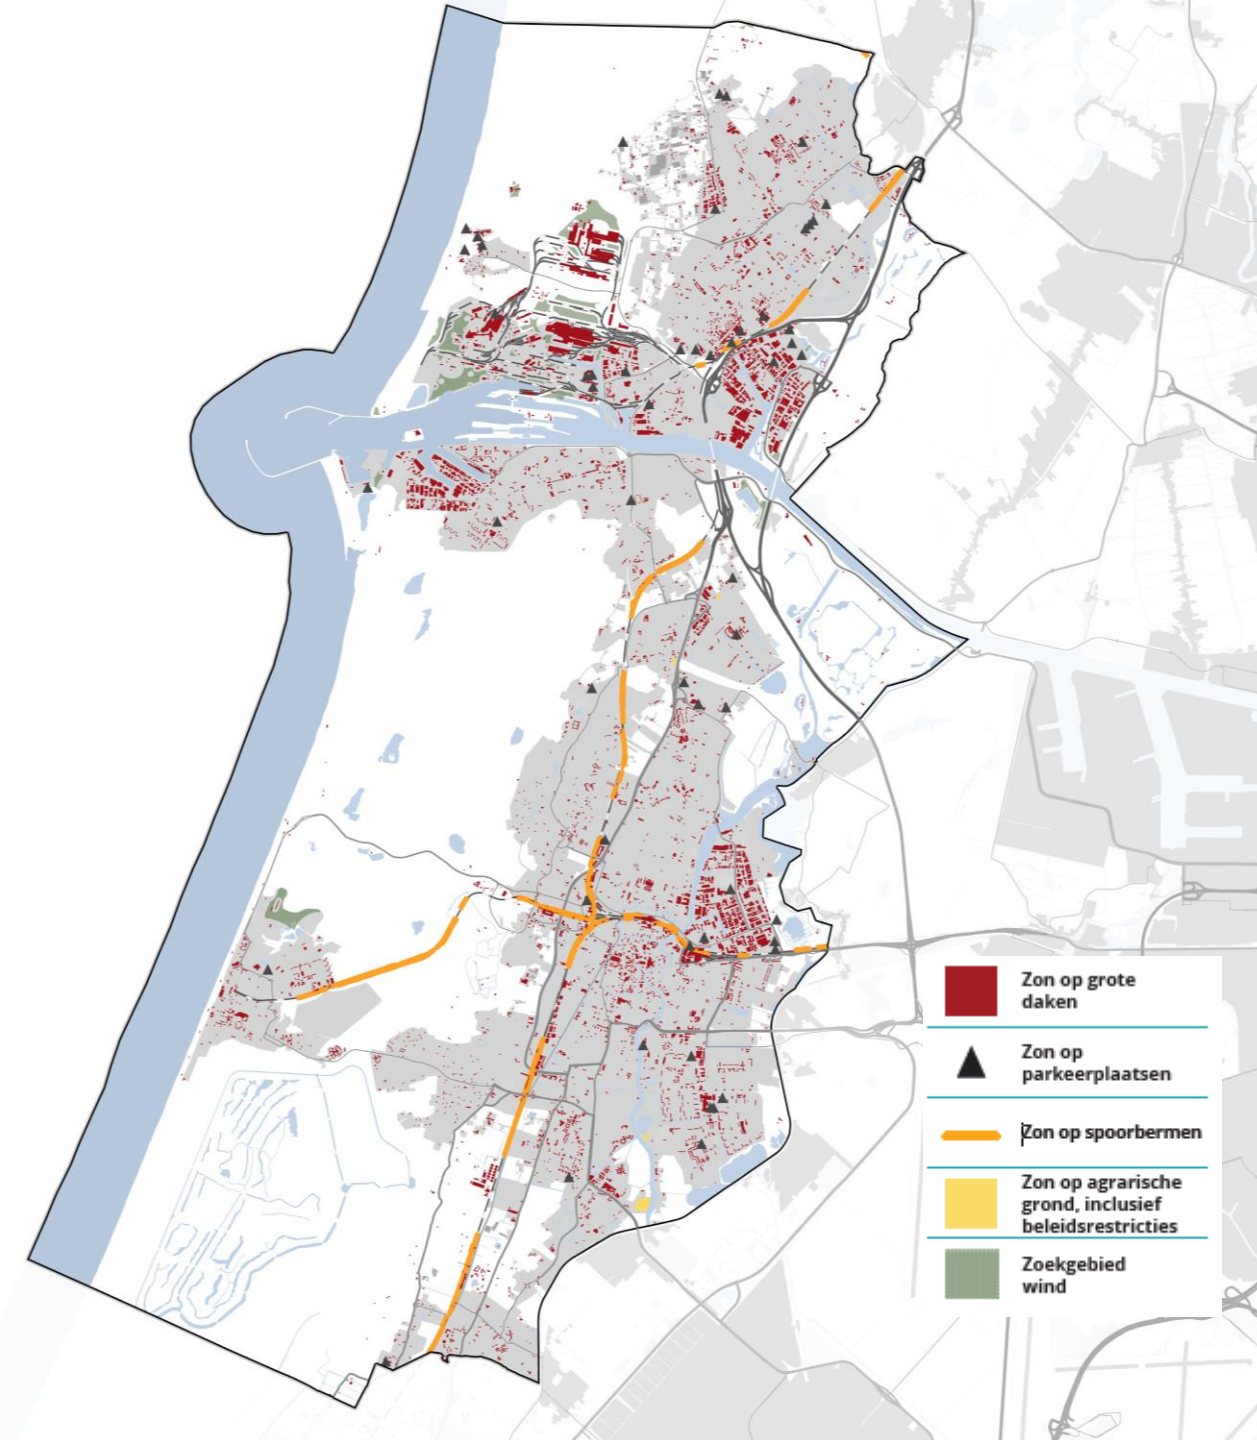 Zon op grote
daken
Zon op
parkeerplaatsen
Zon op spoorbermen
Zon op agrarische
grond, inclusief
beleidsrestricties
Zoekgebied
wind